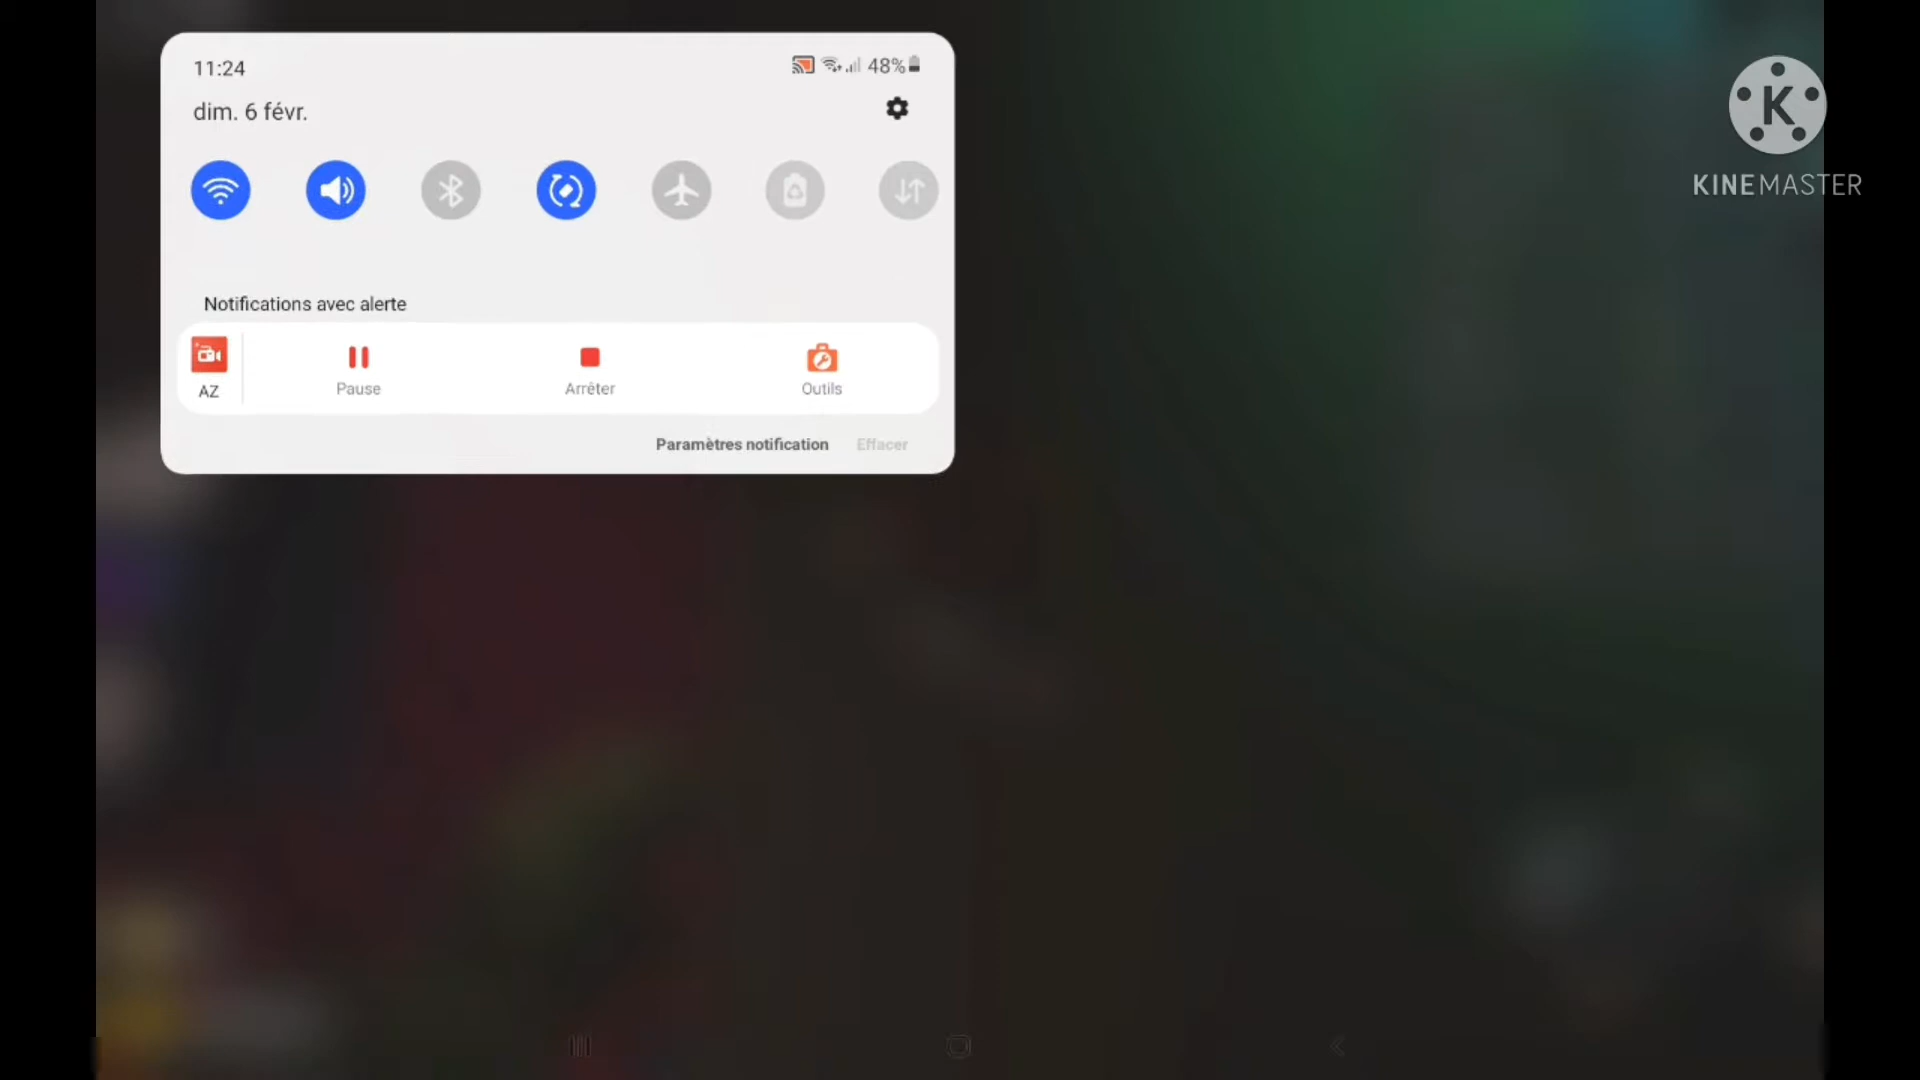 11:24
48%
dim. 6 févr.
Notifications avec alerte
AZ
Pause
Arrêter
Outils
Paramètres notification
Effacer
K
KINEMASTER